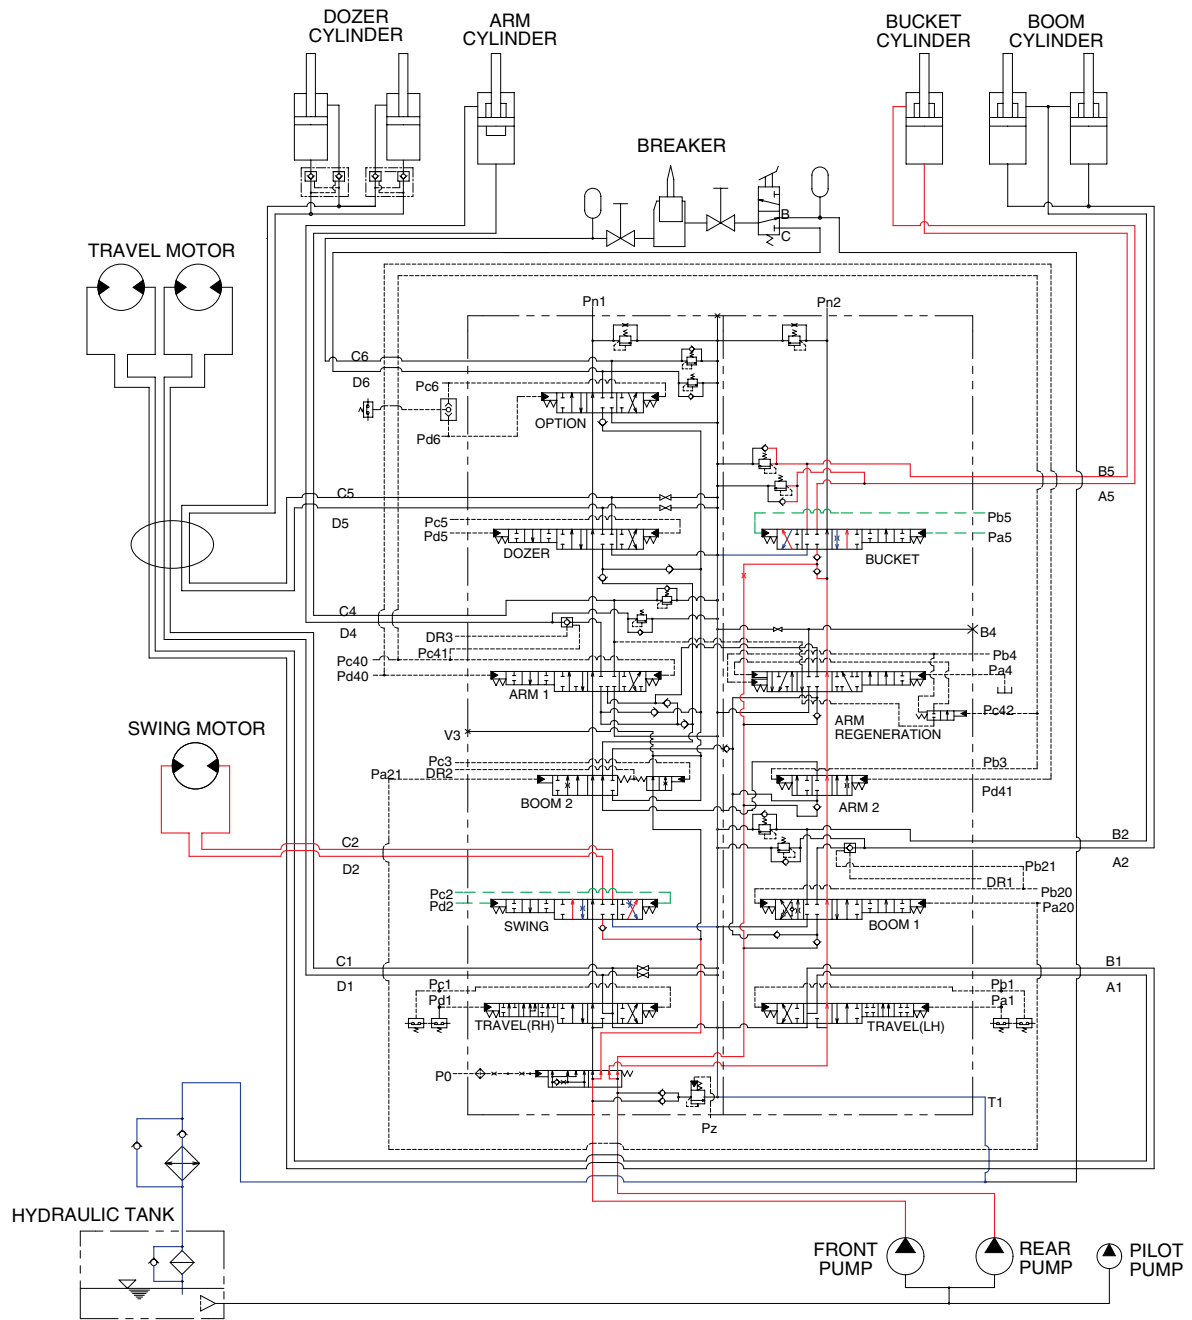 DOZER
CYLINDER
ARM
CYLINDER
BUCKET
CYLINDER
BOOM
CYLINDER
BREAKER
B
C
TRAVEL MOTOR
Pn1
Pn2
C6
D6
Pc6
Pd6
OPTION
C5
D5
Pc5
Pd5
DOZER
B5
A5
Pb5
Pa5
BUCKET
C4
D4
DR3
Pc41
Pc40
Pd40
ARM 1
B4
Pb4
Pa4
Pc42
ARM
REGENERATION
SWING MOTOR
V3
Pc3
DR2
Pa21
BOOM 2
Pb3
Pd41
ARM 2
C2
D2
B2
A2
Pb21
DR1
Pc2
Pd2
SWING
Pb20
Pa20
BOOM 1
C1
D1
B1
A1
Pc1
Pd1
TRAVEL(RH)
Pb1
Pa1
TRAVEL(LH)
P0
Pz
T1
HYDRAULIC TANK
FRONT
PUMP
REAR
PUMP
PILOT
PUMP